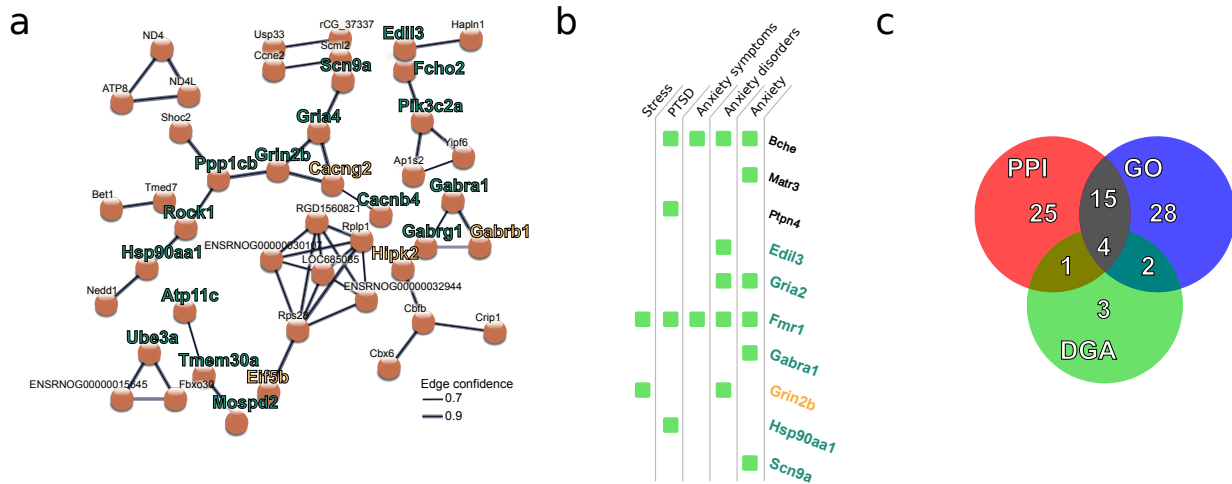 a
ND4
ATP8
ND4L
Usp33
rCG_37337
Ccne2
Scml2
Scn9a
Edil3
Hapln1
Fcho2
Shoc2
Gria4
Pik3c2a
Grin2b
Ppp1cb
Cacng2
Ap1s2
Yipf6
Bet1
Tmed7
Cacnb4
Gabra1
Rock1
RGD1560821
Rplp1
Gabrg1
Gabrb1
Hsp90aa1
ENSRNOG00000030107
Hipk2
LOC685085
ENSRNOG00000032944
Nedd1
Atp11c
Rps28
Cbfb
Crip1
Ube3a
Tmem30a
Eif5b
Cbx6
ENSRNOG00000015645
Fbxo30
Mospd2
Edge confidence
0.7
0.9
b
Stress
PTSD
Anxiety symptoms
Anxiety disorders
Anxiety
Bche
Matr3
Ptpn4
Edil3
Gria2
Fmr1
Gabra1
Grin2b
Hsp90aa1
Scn9a
c
PPI
GO
25
15
28
4
1
2
3
DGA